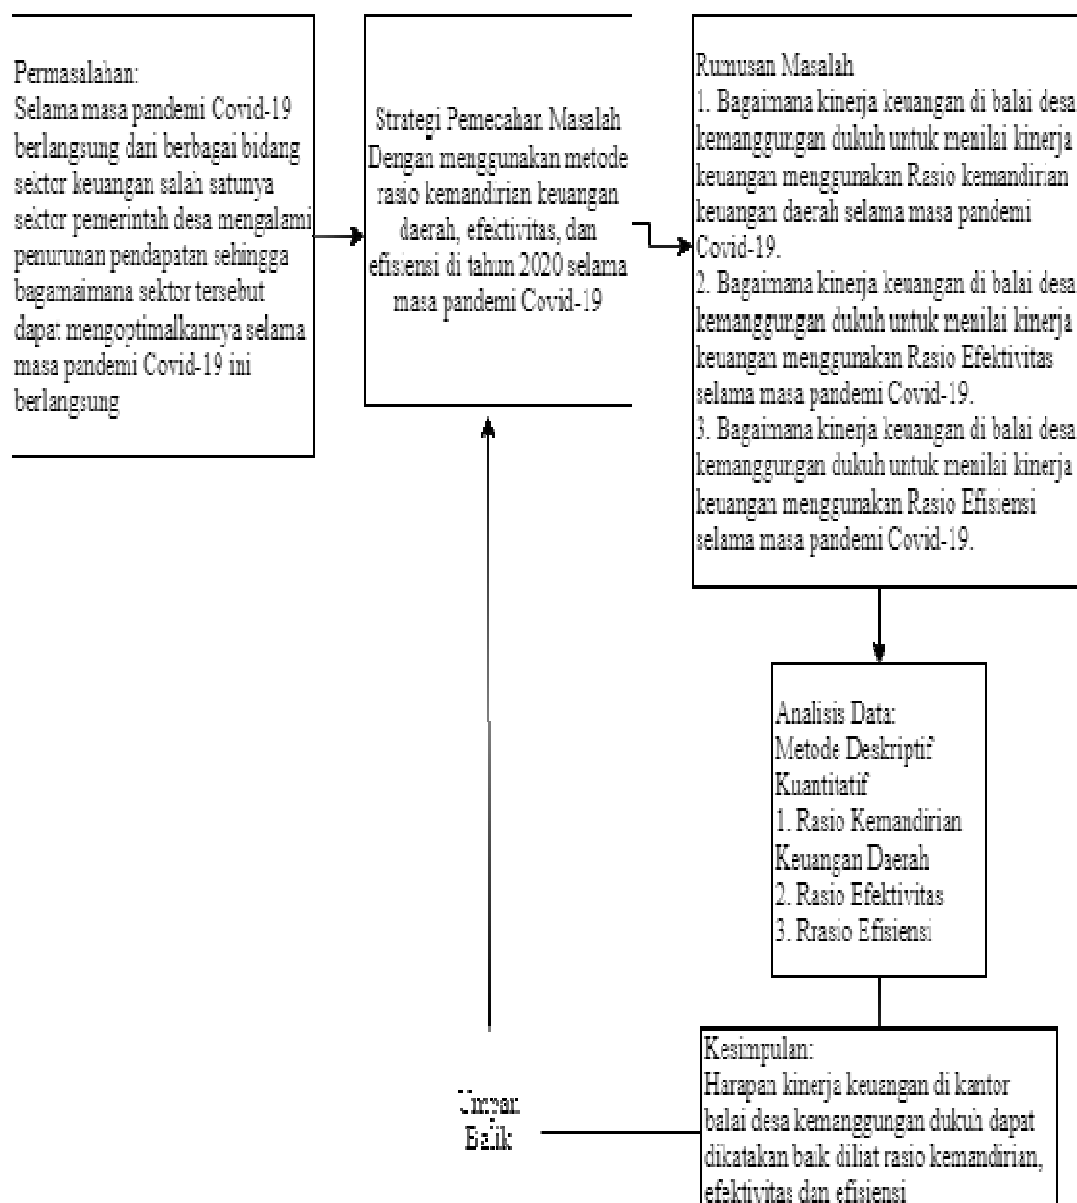 Permasalahan:
Selama masa pandemi Covid-19
berlangsung dari berbagai bidang
sektor keuangan salah satunya
sektor pemerintah desa mengalami
penurunan pendapatan sehingga
bagamaimana sektor tersebut
dapat mengoptimalkannya selama
masa pandemi Covid-19 ini
berlangsung
Strategi Pemecahan Masalah
Dengan menggunakan metode
rasio kemandirian keuangan
daerah, efektivitas, dan
efisiensi di tahun 2020 selama
masa pandemi Covid-19
Rumusan Masalah
1. Bagaimana kinerja keuangan di balai desa
kemanggungan dukuh untuk menilai kinerja
keuangan menggunakan Rasio kemandirian
keuangan daerah selama masa pandemi
Covid-19.
2. Bagaimana kinerja keuangan di balai desa
kemanggungan dukuh untuk menilai kinerja
keuangan menggunakan Rasio Efektivitas
selama masa pandemi Covid-19.
3. Bagaimana kinerja keuangan di balai desa
kemanggungan dukuh untuk menilai kinerja
keuangan menggunakan Rasio Effisiensi
selama masa pandemi Covid-19.
Analisis Data:
Metode Deskriptif
Kuantitatif
1. Rasio Kemandirian
Keuangan Daerah
2. Rasio Efektivitas
3. Rrasio Efisiensi
Kesimpulan:
Harapan kinerja keuangan di kantor
balai desa kemanggungan dukuh dapat
dikatakan baik diliat rasio kemandirian,
efektivitas dan efisiensi
Umpan
Balik